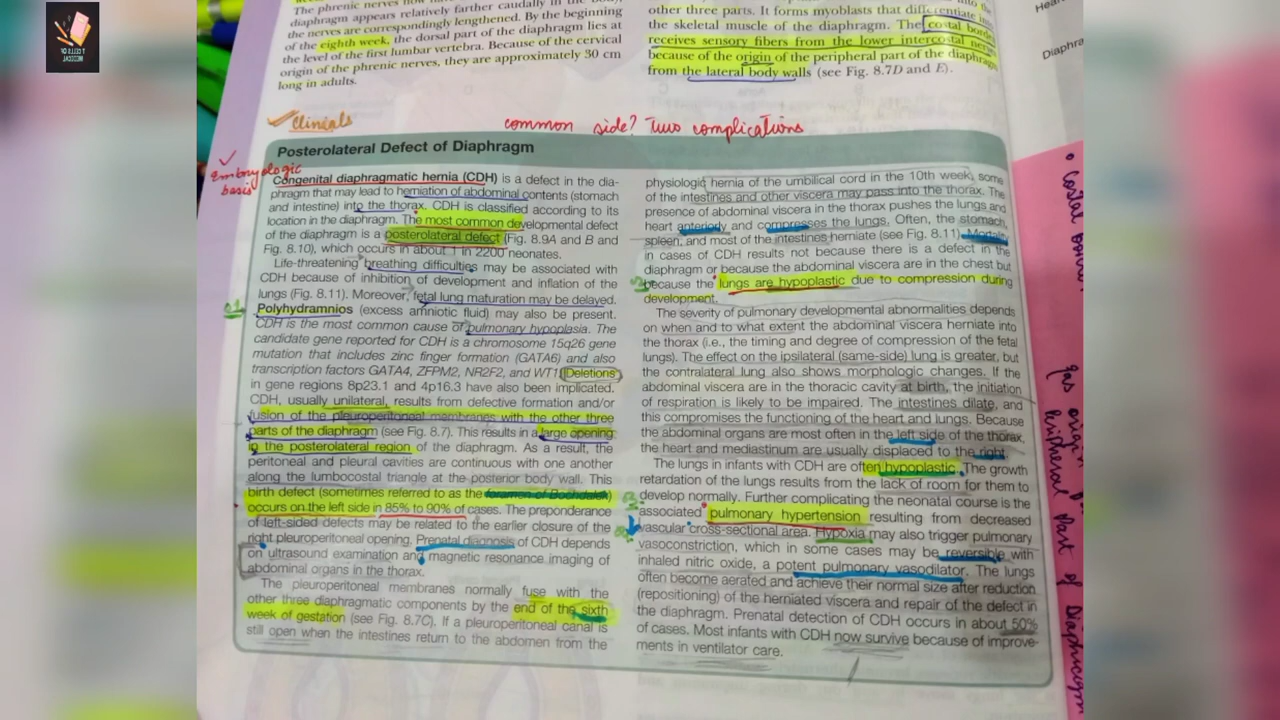 The phrenic nerves now
diaphragm appears relatively farther caudally in the body,
the nerves are correspondingly lengthened. By the beginning
of the eighth week, the dorsal part of the diaphragm lies at
the level of the first lumbar vertebra. Because of the cervical
origin of the phrenic nerves, they are approximately 30 cm
long in adults.
other three parts. It forms myoblasts that differentiate into
the skeletal muscle of the diaphragm. The costal border
receives sensory fibers from the lower intercostal nerves
because of the origin of the peripheral part of the diaphragm
from the lateral body walls (see Fig. 8.7D and E).
Hea
Diaphra
Clinicals
common side? Two complications
Embryologic
basis
Posterolateral Defect of Diaphragm
Congenital diaphragmatic hernia (CDH) is a defect in the dia-
phragm that may lead to herniation of abdominal contents (stomach
and intestine) into the thorax. CDH is classified according to its
location in the diaphragm. The most common developmental defect
of the diaphragm is a posterolateral defect (Fig. 8.9A and B and
Fig. 8.10), which occurs in about 1 in 2200 neonates.
Life-threatening breathing difficulties may be associated with
CDH because of inhibition of development and inflation of the
lungs (Fig. 8.11). Moreover, fetal lung maturation may be delayed.
Polyhydramnios (excess amniotic fluid) may also be present.
CDH is the most common cause of pulmonary hypoplasia. The
candidate gene reported for CDH is a chromosome 15q26 gene
mutation that includes zinc finger formation (GATA6) and also
transcription factors GATA4, ZFPM2, NR2F2, and WT1. Deletions
in gene regions 8p23.1 and 4p16.3 have also been implicated.
CDH, usually unilateral, results from defective formation and/or
fusion of the pleuroperitoneal membranes with the other three
parts of the diaphragm (see Fig. 8.7). This results in a large opening
in the posterolateral region of the diaphragm. As a result, the
peritoneal and pleural cavities are continuous with one another
along the lumbocostal triangle at the posterior body wall. This
birth defect (sometimes referred to as the foramen of Bochdalek)
occurs on the left side in 85% to 90% of cases. The preponderance
of left-sided defects may be related to the earlier closure of the
right pleuroperitoneal opening. Prenatal diagnosis of CDH depends
on ultrasound examination and magnetic resonance imaging of
abdominal organs in the thorax.
The pleuroperitoneal membranes normally fuse with the
other three diaphragmatic components by the end of the sixth
week of gestation (see Fig. 8.7C). If a pleuroperitoneal canal is
still open when the intestines return to the abdomen from the
physiologic hernia of the umbilical cord in the 10th week, some
of the intestines and other viscera may pass into the thorax. The
presence of abdominal viscera in the thorax pushes the lungs and
heart anteriorly and compresses the lungs. Often, the stomach,
spleen, and most of the intestines herniate (see Fig. 8.11). Mortality
in cases of CDH results not because there is a defect in the
diaphragm or because the abdominal viscera are in the chest but
because the lungs are hypoplastic due to compression during
development.
The severity of pulmonary developmental abnormalities depends
on when and to what extent the abdominal viscera herniate into
the thorax (i.e., the timing and degree of compression of the fetal
lungs). The effect on the ipsilateral (same-side) lung is greater, but
the contralateral lung also shows morphologic changes. If the
abdominal viscera are in the thoracic cavity at birth, the initiation
of respiration is likely to be impaired. The intestines dilate, and
this compromises the functioning of the heart and lungs. Because
the abdominal organs are most often in the left side of the thorax,
the heart and mediastinum are usually displaced to the right.
The lungs in infants with CDH are often hypoplastic. The growth
retardation of the lungs results from the lack of room for them to
develop normally. Further complicating the neonatal course is the
associated pulmonary hypertension resulting from decreased
vascular cross-sectional area. Hypoxia may also trigger pulmonary
vasoconstriction, which in some cases may be reversible with
inhaled nitric oxide, a potent pulmonary vasodilator. The lungs
often become aerated and achieve their normal size after reduction
(repositioning) of the herniated viscera and repair of the defect in
the diaphragm. Prenatal detection of CDH occurs in about 50%
of cases. Most infants with CDH now survive because of improve-
ments in ventilator care.
Costal border
has origin
peripheral part of Diaphragm